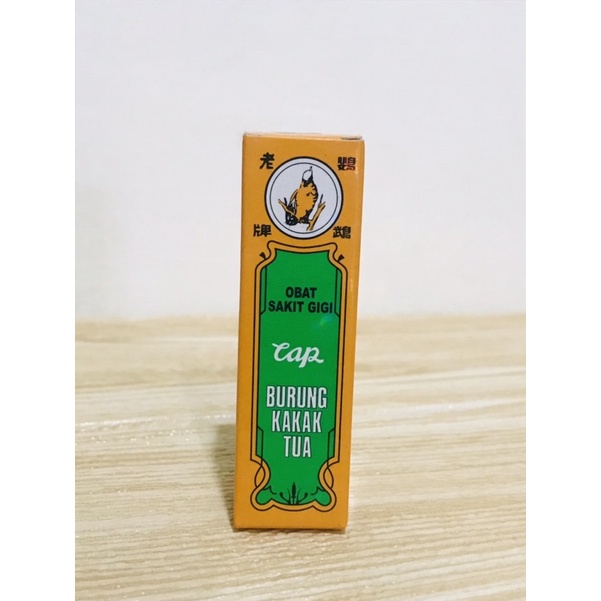 老鸚
牌鵡
OBAT
SAKIT GIGI
Cap
BURUNG
KAKAK
TUA